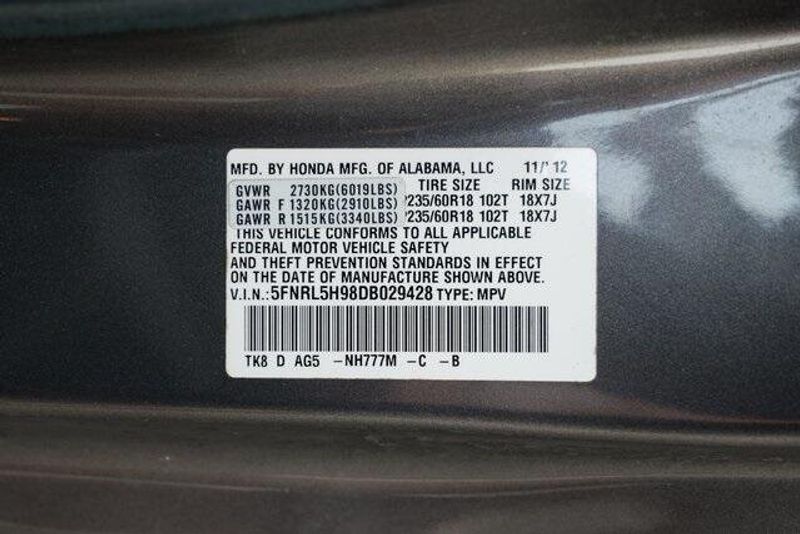 MFD. BY HONDA MFG. OF ALABAMA, LLC 11/'12
TIRE SIZE RIM SIZE
GVWR 2730KG(6019LBS)
GAWR F 1320KG(2910LBS) P235/60R18 102T 18X7J
GAWR R 1515KG(3340LBS) P235/60R18 102T 18X7J
THIS VEHICLE CONFORMS TO ALL APPLICABLE
FEDERAL MOTOR VEHICLE SAFETY
AND THEFT PREVENTION STANDARDS IN EFFECT
ON THE DATE OF MANUFACTURE SHOWN ABOVE.
V.I.N.:5FNRL5H98DB029428 TYPE: MPV
TK8 D AG5 -NH777M -C -B